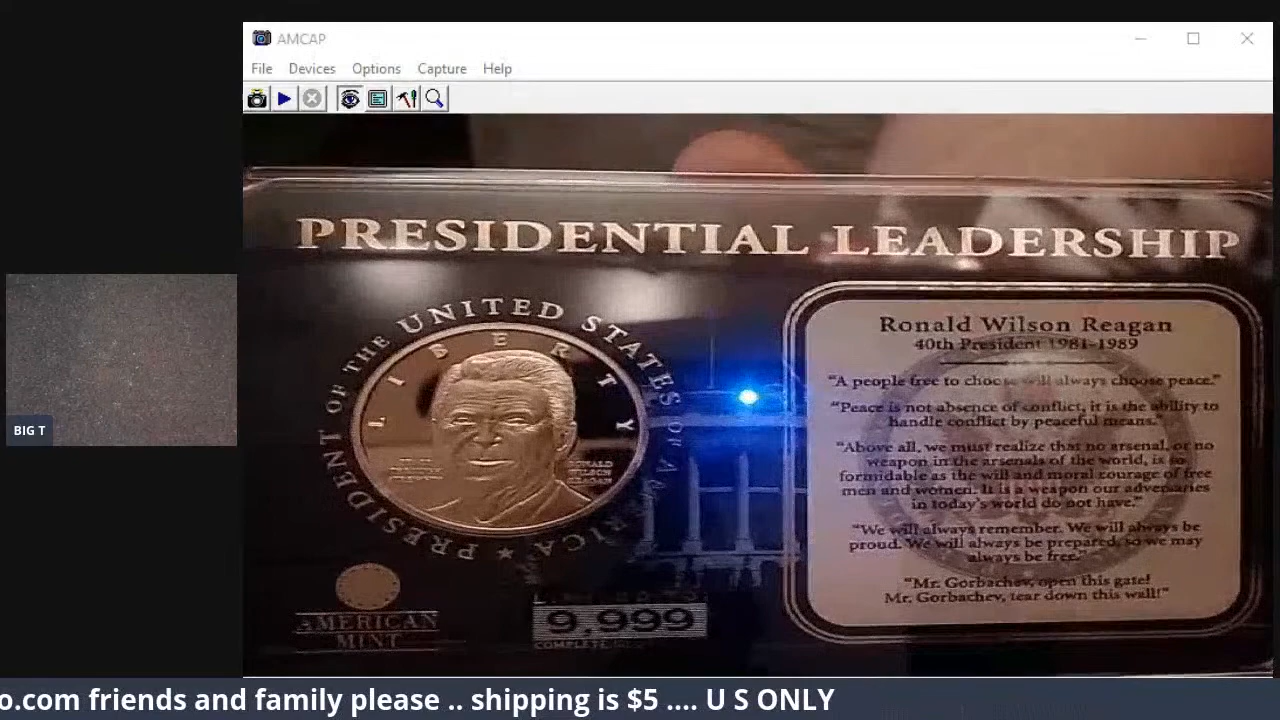 AMCAP
File Devices Options Capture Help
PRESIDENTIAL LEADERSHIP
PRESIDENT OF THE UNITED STATES OF AMERICA ★
LIBERTY
RONALD
WILSON
REAGAN
Ronald Wilson Reagan
40th President 1981-1989
“A people free to choose will always choose peace.”
“Peace is not absence of conflict, it is the ability to
handle conflict by peaceful means.”
“Above all, we must realize that no arsenal, or no
weapon in the arsenals of the world, is so
formidable as the will and moral courage of free
men and women. It is a weapon our adversaries
in today's world do not have.”
“We will always remember. We will always be
proud. We will always be prepared, so we may
always be free.”
“Mr. Gorbachev, open this gate!
Mr. Gorbachev, tear down this wall!”
AMERICAN
MINT
9,999
COMPLETE
BIG T
o.com friends and family please .. shipping is $5 .... U S ONLY